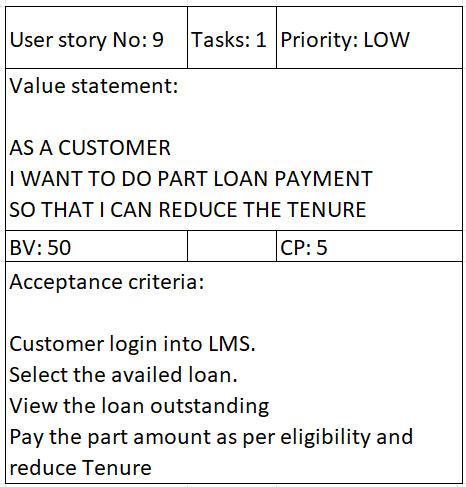 User story No: 9 Tasks: 1 Priority: LOW
Value statement:
AS A CUSTOMER
I WANT TO DO PART LOAN PAYMENT
SO THAT I CAN REDUCE THE TENURE
BV: 50 CP: 5
Acceptance criteria:
Customer login into LMS.
Select the availed loan.
View the loan outstanding
Pay the part amount as per eligibility and
reduce Tenure